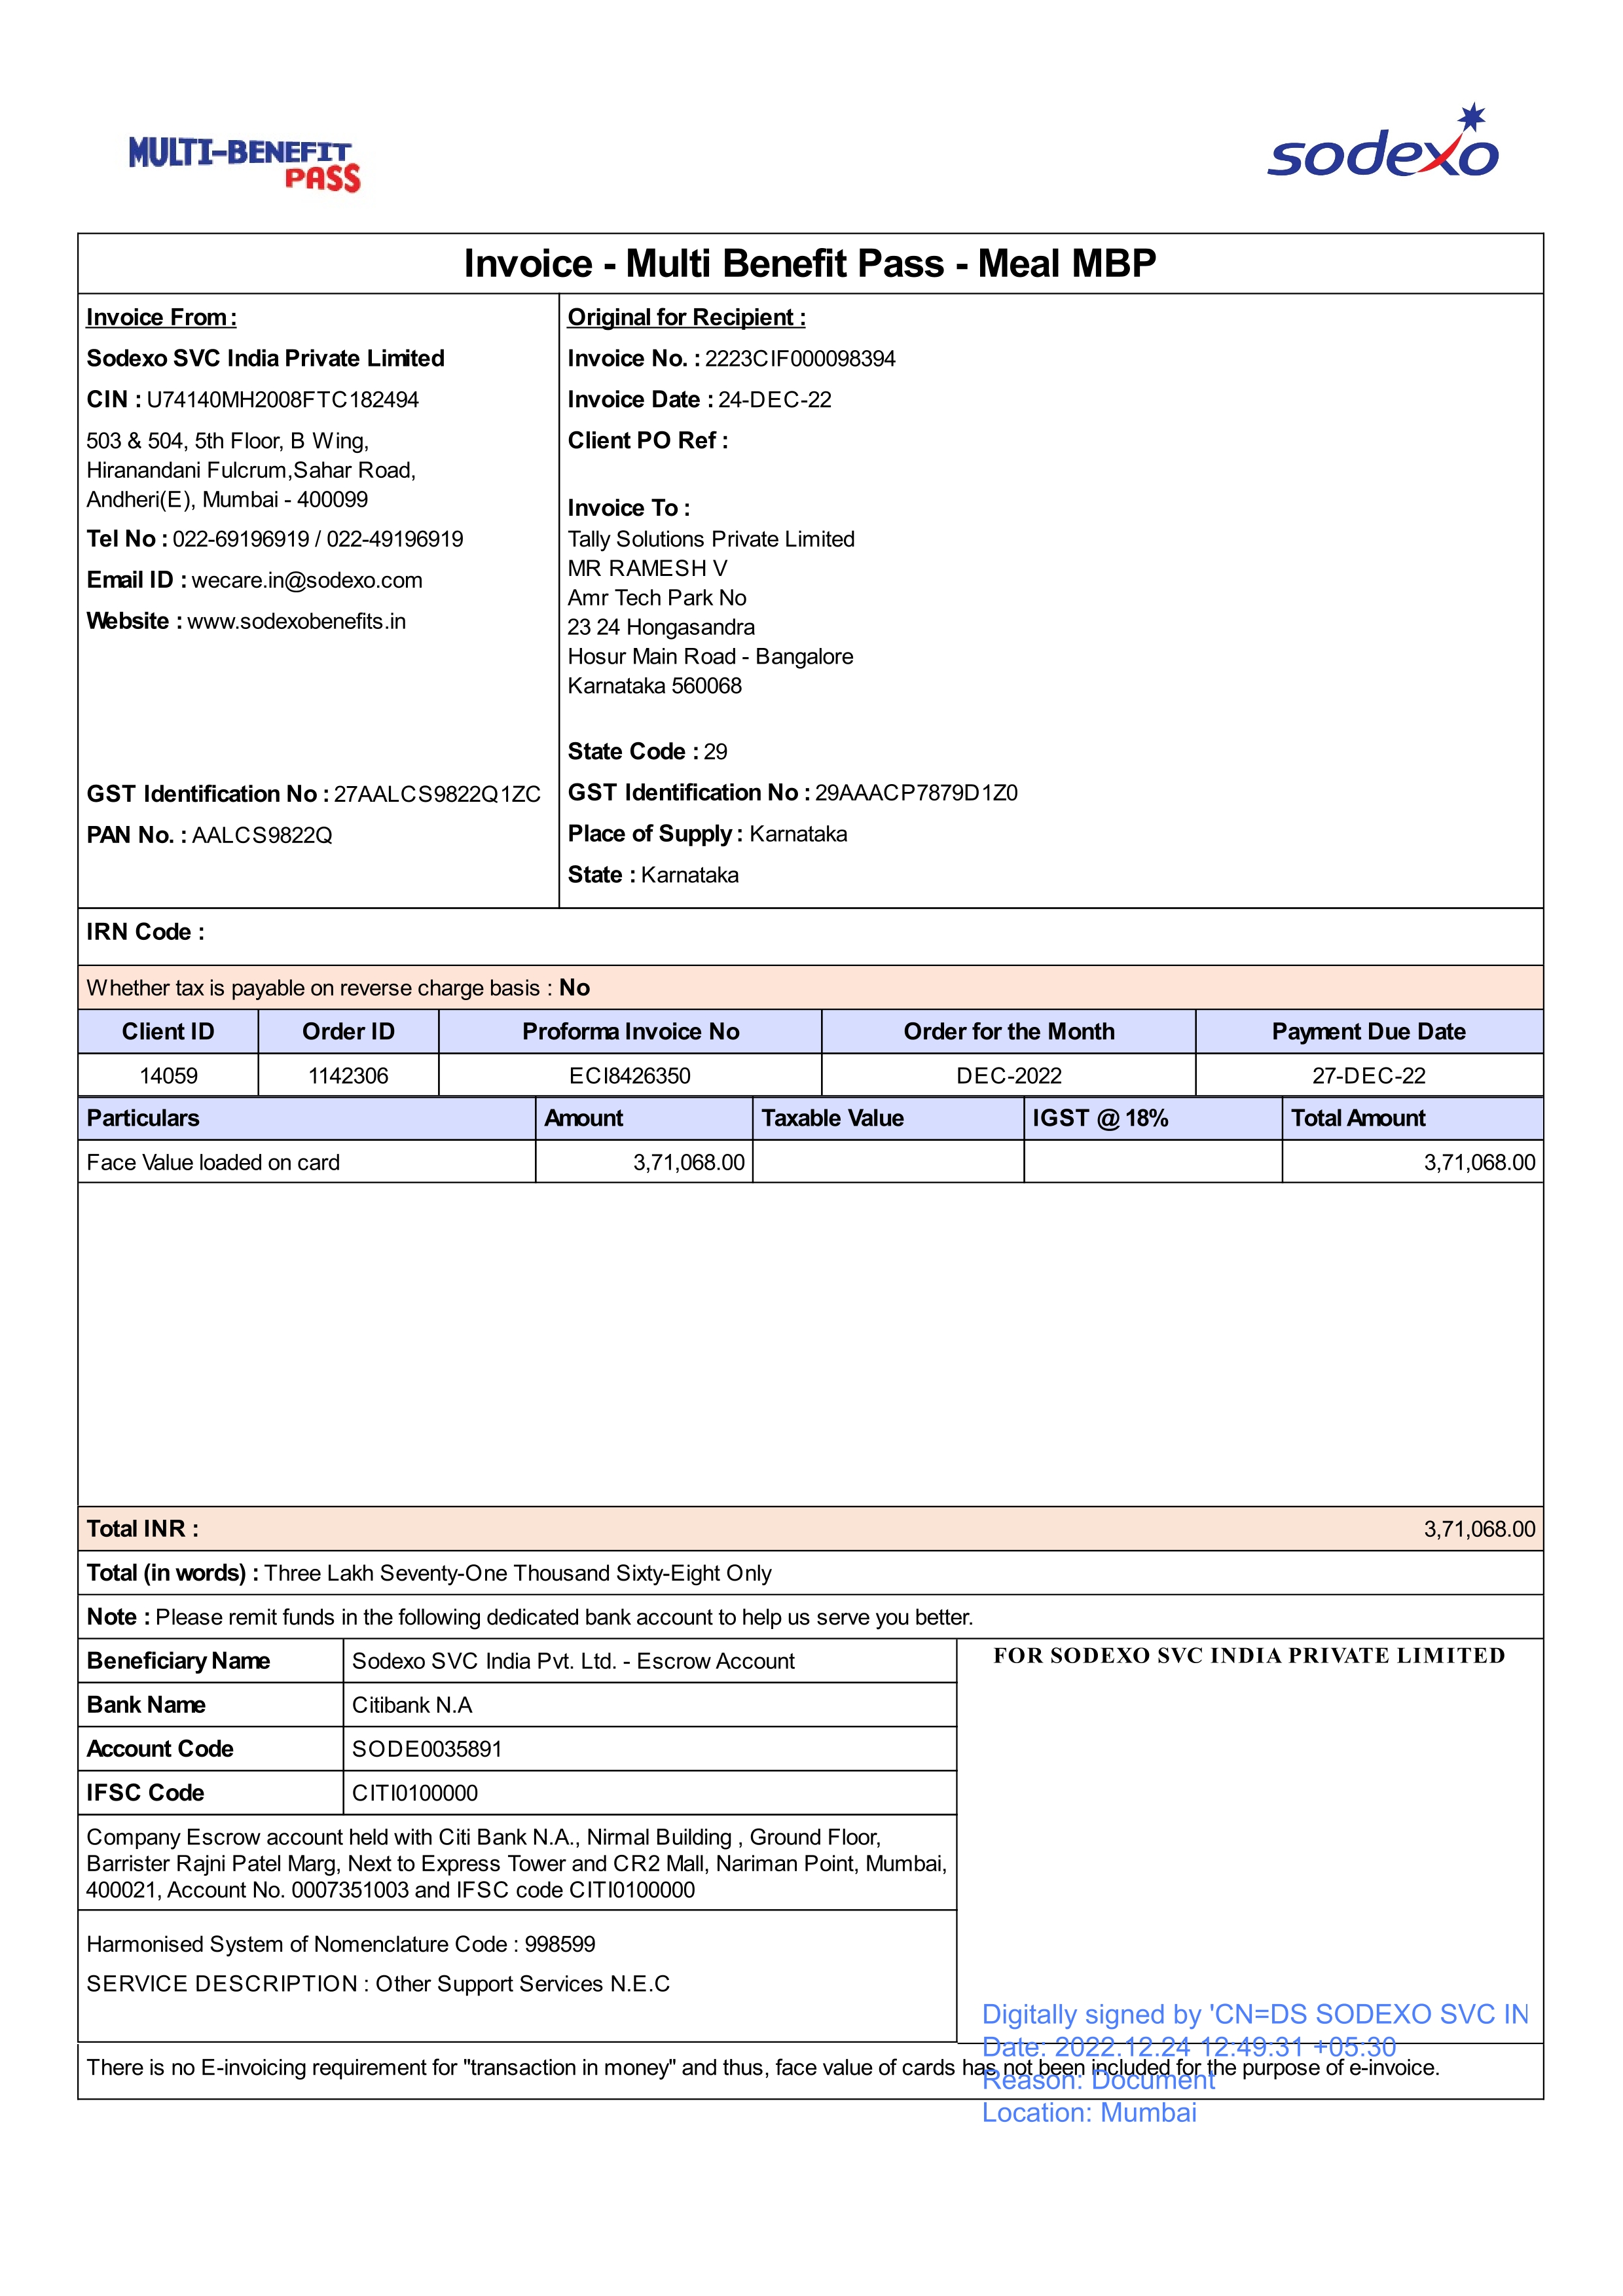 MULTI-BENEFIT
PASS
sodexo
Invoice - Multi Benefit Pass - Meal MBP
Invoice From :
Sodexo SVC India Private Limited
CIN : U74140MH2008FTC182494
503 & 504, 5th Floor, B Wing,
Hiranandani Fulcrum,Sahar Road,
Andheri(E), Mumbai - 400099
Tel No : 022-69196919 / 022-49196919
Email ID : wecare.in@sodexo.com
Website : www.sodexobenefits.in
GST Identification No : 27AALCS9822Q1ZC
PAN No. : AALCS9822Q
Original for Recipient :
Invoice No. : 2223CIF000098394
Invoice Date : 24-DEC-22
Client PO Ref :
Invoice To :
Tally Solutions Private Limited
MR RAMESH V
Amr Tech Park No
23 24 Hongasandra
Hosur Main Road - Bangalore
Karnataka 560068
State Code : 29
GST Identification No : 29AAACP7879D1Z0
Place of Supply : Karnataka
State : Karnataka
IRN Code :
Whether tax is payable on reverse charge basis : No
Client ID Order ID Proforma Invoice No Order for the Month Payment Due Date
14059 1142306 ECI8426350 DEC-2022 27-DEC-22
Particulars Amount Taxable Value IGST @ 18% Total Amount
Face Value loaded on card 3,71,068.00 3,71,068.00
Total INR : 3,71,068.00
Total (in words) : Three Lakh Seventy-One Thousand Sixty-Eight Only
Note : Please remit funds in the following dedicated bank account to help us serve you better.
Beneficiary Name Sodexo SVC India Pvt. Ltd. - Escrow Account
Bank Name Citibank N.A
Account Code SODE0035891
IFSC Code CITI0100000
Company Escrow account held with Citi Bank N.A., Nirmal Building , Ground Floor,
Barrister Rajni Patel Marg, Next to Express Tower and CR2 Mall, Nariman Point, Mumbai,
400021, Account No. 0007351003 and IFSC code CITI0100000
Harmonised System of Nomenclature Code : 998599
SERVICE DESCRIPTION : Other Support Services N.E.C
FOR SODEXO SVC INDIA PRIVATE LIMITED
Digitally signed by 'CN=DS SODEXO SVC IN
Date: 2022.12.24 12:49:31 +05:30
Reason: Document
Location: Mumbai
There is no E-invoicing requirement for "transaction in money" and thus, face value of cards has not been included for the purpose of e-invoice.